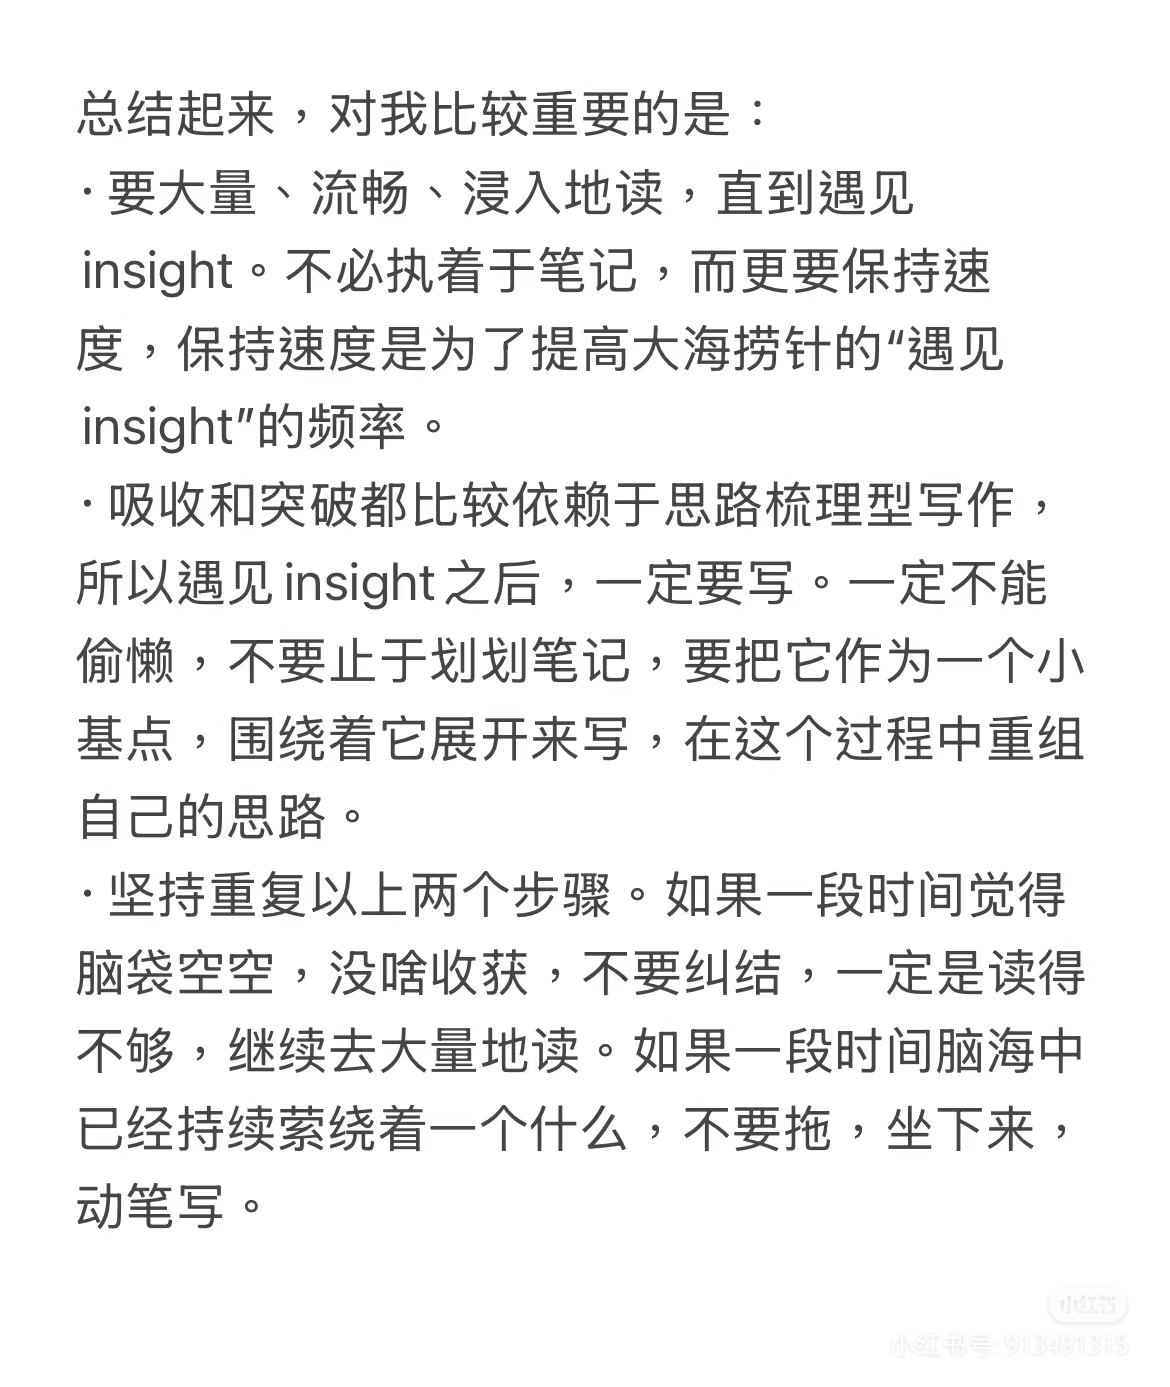 总结起来，对我比较重要的是：
· 要大量、流畅、浸入地读，直到遇见
insight。不必执着于笔记，而更要保持速
度，保持速度是为了提高大海捞针的“遇见
insight”的频率。
· 吸收和突破都比较依赖于思路梳理型写作，
所以遇见 insight 之后，一定要写。一定不能
偷懒，不要止于划划笔记，要把它作为一个小
基点，围绕着它展开来写，在这个过程中重组
自己的思路。
· 坚持重复以上两个步骤。如果一段时间觉得
脑袋空空，没啥收获，不要纠结，一定是读得
不够，继续去大量地读。如果一段时间脑海中
已经持续萦绕着一个什么，不要拖，坐下来，
动笔写。
小红书
小红书号: 913491315